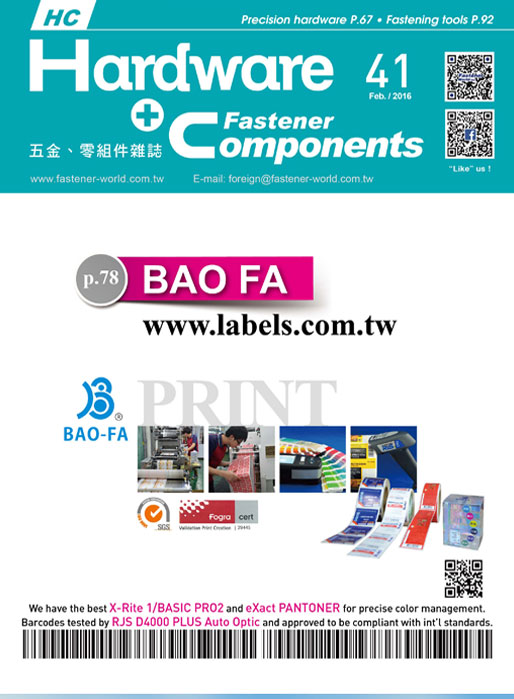 HC
Precision hardware P.67 • Fastening tools P.92
Hardware
41
Feb. / 2016
+ Fastener
五金、零組件雜誌
Components
"Like" us !
www.fastener-world.com.tw E-mail: foreign@fastener-world.com.tw
p.78 BAO FA
www.labels.com.tw
PRINT
BAO-FA
®
SGS
Fogra cert
Validation Print Creation | 29445
We have the best X-Rite 1/BASIC PRO2 and eXact PANTONER for precise color management.
Barcodes tested by RJS D4000 PLUS Auto Optic and approved to be compliant with int'l standards.